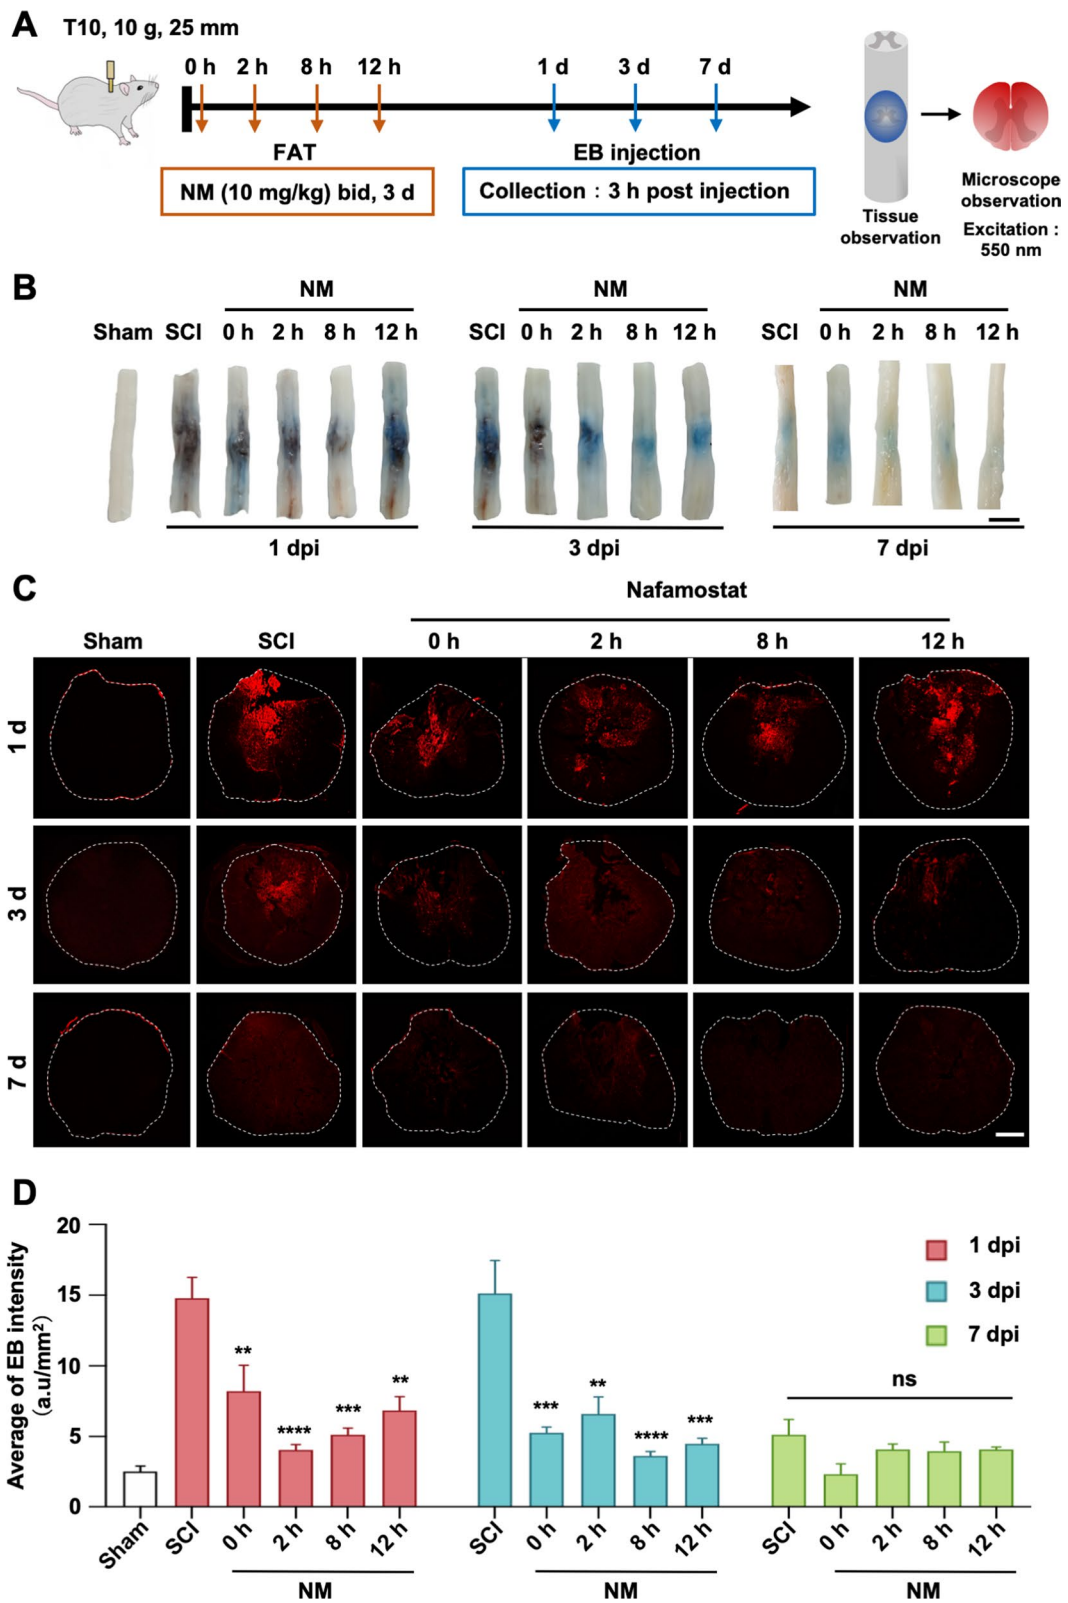 A
T10, 10 g, 25 mm
0 h 2 h 8 h 12 h 1 d 3 d 7 d
FAT EB injection
NM (10 mg/kg) bid, 3 d Collection : 3 h post injection
Tissue
observation
Microscope
observation
Excitation :
550 nm
B
NM NM NM
Sham SCI 0 h 2 h 8 h 12 h SCI 0 h 2 h 8 h 12 h SCI 0 h 2 h 8 h 12 h
1 dpi 3 dpi 7 dpi
C
Nafamostat
Sham SCI 0 h 2 h 8 h 12 h
1 d
3 d
7 d
D
Average of EB intensity
(a.u/mm²)
20
15
10
5
0
** **** *** ** *** ** **** *** ns
1 dpi
3 dpi
7 dpi
Sham SCI 0 h 2 h 8 h 12 h SCI 0 h 2 h 8 h 12 h SCI 0 h 2 h 8 h 12 h
NM NM NM